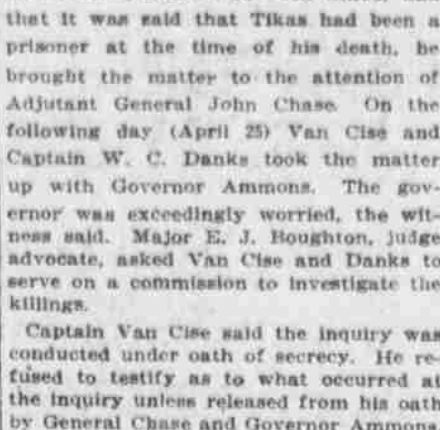 that it was said that Tikas had been a
prisoner at the time of his death, he
brought the matter to the attention of
Adjutant General John Chase. On the
following day (April 25) Van Cise and
Captain W. C. Danks took the matter
up with Governor Ammons. The gov-
ernor was exceedingly worried, the wit-
ness said. Major E. J. Boughton, judge
advocate, asked Van Cise and Danks to
serve on a commission to investigate the
killings.
Captain Van Cise said the inquiry was
conducted under oath of secrecy. He re-
fused to testify as to what occurred at
the inquiry unless released from his oath
by General Chase and Governor Ammons